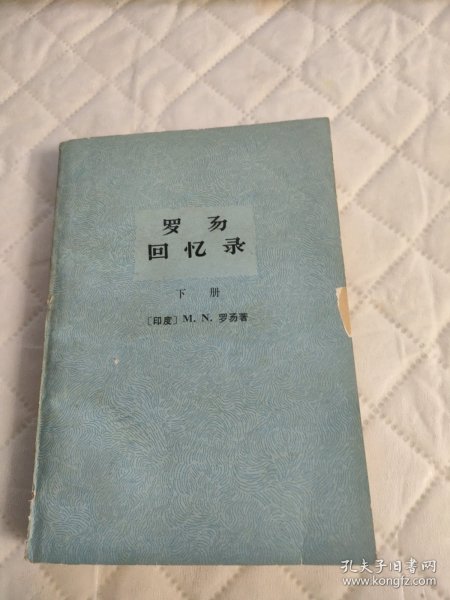 罗易
回忆录
下册
〔印度〕M. N. 罗易著
孔夫子旧书网
www.kongfz.com